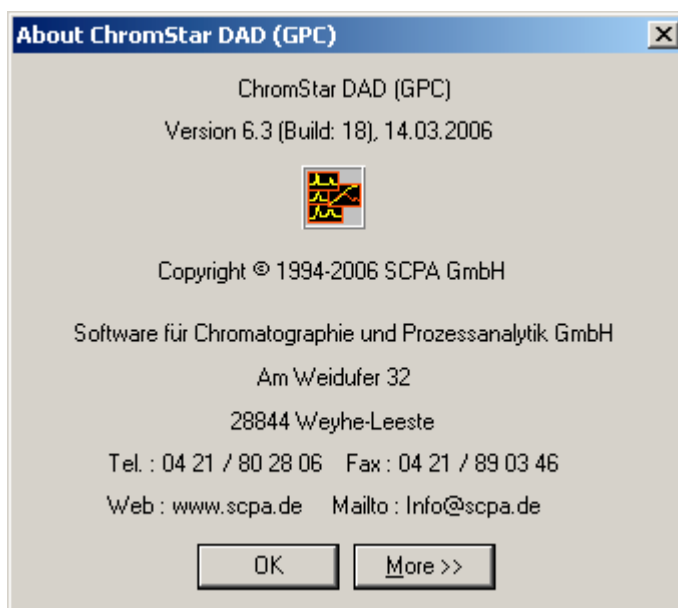 About ChromStar DAD (GPC)
ChromStar DAD (GPC)
Version 6.3 (Build: 18), 14.03.2006
Copyright © 1994-2006 SCPA GmbH
Software für Chromatographie und Prozessanalytik GmbH
Am Weidufer 32
28844 Weyhe-Leeste
Tel. : 04 21 / 80 28 06 Fax : 04 21 / 89 03 46
Web : www.scpa.de Mailto : Info@scpa.de
OK More >>